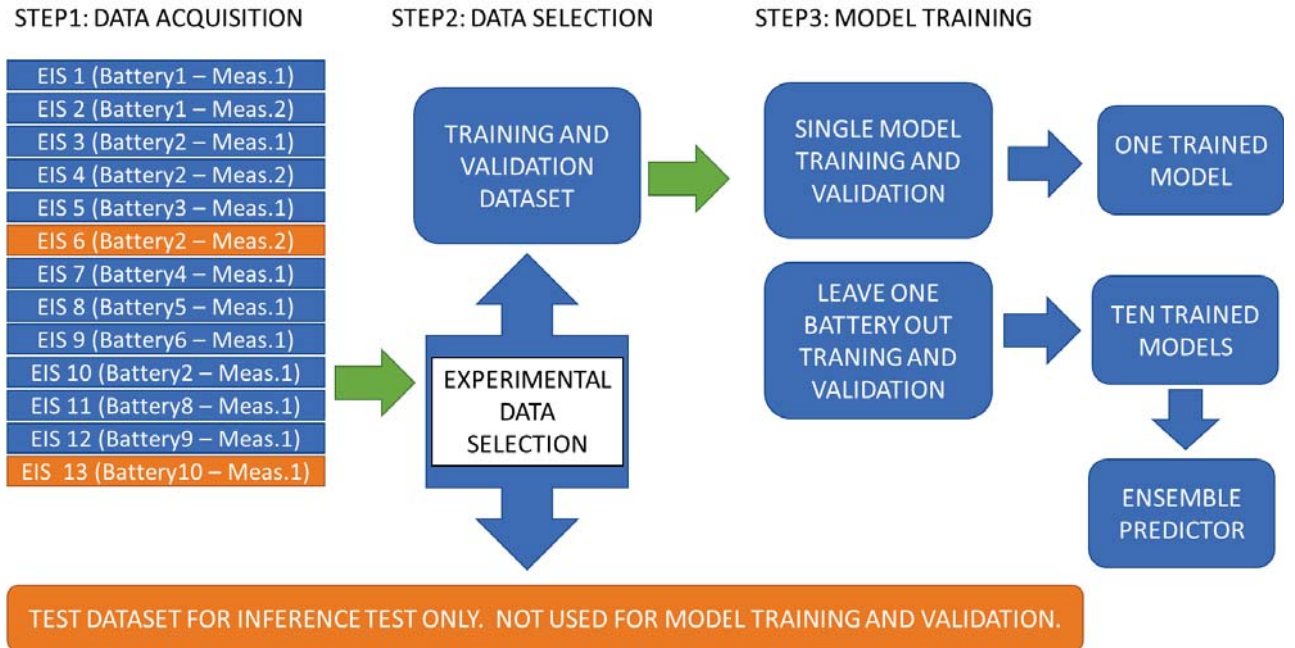 STEP1: DATA ACQUISITION
EIS 1 (Battery1 – Meas.1)
EIS 2 (Battery1 – Meas.2)
EIS 3 (Battery2 – Meas.1)
EIS 4 (Battery2 – Meas.2)
EIS 5 (Battery3 – Meas.1)
EIS 6 (Battery2 – Meas.2)
EIS 7 (Battery4 – Meas.1)
EIS 8 (Battery5 – Meas.1)
EIS 9 (Battery6 – Meas.1)
EIS 10 (Battery2 – Meas.1)
EIS 11 (Battery8 – Meas.1)
EIS 12 (Battery9 – Meas.1)
EIS  13 (Battery10 – Meas.1)
STEP2: DATA SELECTION
TRAINING AND
VALIDATION
DATASET
EXPERIMENTAL
DATA
SELECTION
STEP3: MODEL TRAINING
SINGLE MODEL
TRAINING AND
VALIDATION
ONE TRAINED
MODEL
LEAVE ONE
BATTERY OUT
TRANING AND
VALIDATION
TEN TRAINED
MODELS
ENSEMBLE
PREDICTOR
TEST DATASET FOR INFERENCE TEST ONLY.  NOT USED FOR MODEL TRAINING AND VALIDATION.